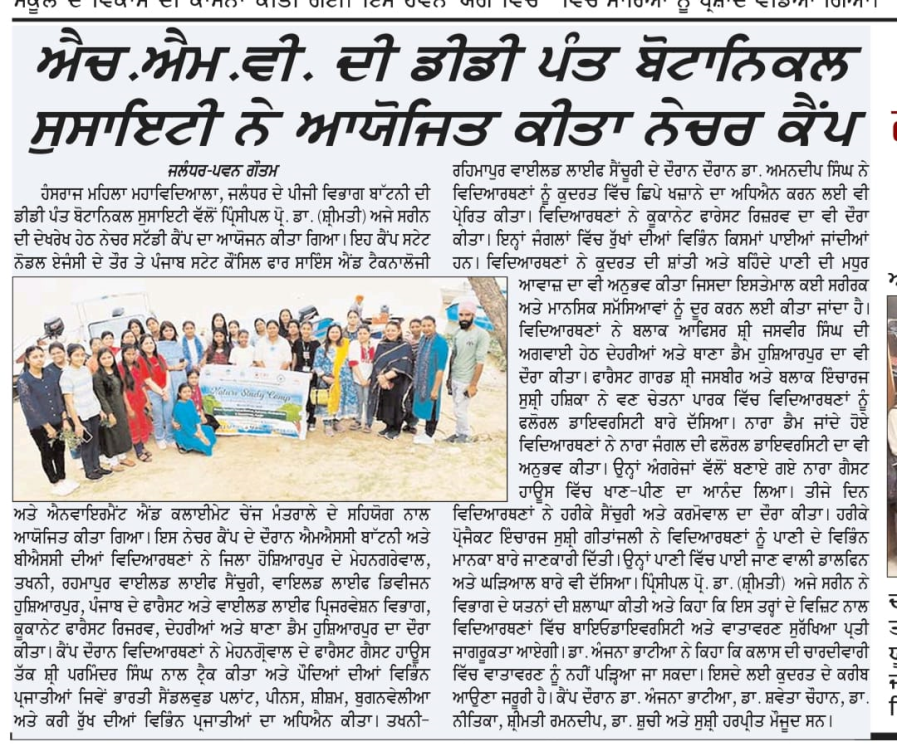 ਐਚ.ਐਮ.ਵੀ. ਦੀ ਡੀਡੀ ਪੰਤ ਬੋਟਾਨਿਕਲ
ਸੁਸਾਇਟੀ ਨੇ ਆਯੋਜਿਤ ਕੀਤਾ ਨੇਚਰ ਕੈਂਪ
ਜਲੰਧਰ-ਪਵਨ ਗੌਤਮ
ਹੰਸਰਾਜ ਮਹਿਲਾ ਮਹਾਵਿਦਿਆਲਾ, ਜਲੰਧਰ ਦੇ ਪੀਜੀ ਵਿਭਾਗ ਬਾੱਟਨੀ ਦੀ
ਡੀਡੀ ਪੰਤ ਬੋਟਾਨਿਕਲ ਸੁਸਾਇਟੀ ਵੱਲੋਂ ਪ੍ਰਿੰਸੀਪਲ ਪ੍ਰੋ. ਡਾ. (ਸ਼੍ਰੀਮਤੀ) ਅਜੇ ਸਰੀਨ
ਦੀ ਦੇਖਰੇਖ ਹੇਠ ਨੇਚਰ ਸਟੱਡੀ ਕੈਂਪ ਦਾ ਆਯੋਜਨ ਕੀਤਾ ਗਿਆ। ਇਹ ਕੈਂਪ ਸਟੇਟ
ਨੋਡਲ ਏਜੰਸੀ ਦੇ ਤੌਰ ਤੇ ਪੰਜਾਬ ਸਟੇਟ ਕੌਂਸਿਲ ਫਾਰ ਸਾਇੰਸ ਐਂਡ ਟੈਕਨਾਲੋਜੀ
Nature Study Camp
ਅਤੇ ਐਨਵਾਇਰਮੈਂਟ ਐਂਡ ਕਲਾਈਮੇਟ ਚੇਂਜ ਮੰਤਰਾਲੇ ਦੇ ਸਹਿਯੋਗ ਨਾਲ
ਆਯੋਜਿਤ ਕੀਤਾ ਗਿਆ। ਇਸ ਨੇਚਰ ਕੈਂਪ ਦੇ ਦੌਰਾਨ ਐਮਐਸਸੀ ਬਾੱਟਨੀ ਅਤੇ
ਬੀਐਸਸੀ ਦੀਆਂ ਵਿਦਿਆਰਥਣਾਂ ਨੇ ਜਿਲਾ ਹੋਸ਼ਿਆਰਪੁਰ ਦੇ ਮੇਹਨਗਰੇਵਾਲ,
ਤਖਨੀ, ਰਹਮਾਪੁਰ ਵਾਈਲਡ ਲਾਈਫ ਸੈਂਚੁਰੀ, ਵਾਇਲਡ ਲਾਈਫ ਡਿਵੀਜਨ
ਹੁਸ਼ਿਆਰਪੁਰ, ਪੰਜਾਬ ਦੇ ਫਾਰੈਸਟ ਅਤੇ ਵਾਈਲਡ ਲਾਈਫ ਪ੍ਰਿਜਰਵੇਸ਼ਨ ਵਿਭਾਗ,
ਕੂਕਾਨੇਟ ਫਾਰੈਸਟ ਰਿਜਰਵ, ਦੇਹਰੀਆਂ ਅਤੇ ਥਾਣਾ ਡੈਮ ਹੁਸ਼ਿਆਰਪੁਰ ਦਾ ਦੌਰਾ
ਕੀਤਾ। ਕੈਂਪ ਦੌਰਾਨ ਵਿਦਿਆਰਥਣਾਂ ਨੇ ਮੇਹਨਗ੍ਰੋਵਾਲ ਦੇ ਫਾਰੈਸਟ ਗੈਸਟ ਹਾਊਸ
ਤੱਕ ਸ਼੍ਰੀ ਪਰਮਿੰਦਰ ਸਿੰਘ ਨਾਲ ਟ੍ਰੈਕ ਕੀਤਾ ਅਤੇ ਪੌਦਿਆਂ ਦੀਆਂ ਵਿਭਿੰਨ
ਪ੍ਰਜਾਤੀਆਂ ਜਿਵੇਂ ਭਾਰਤੀ ਸੈਂਡਲਵੁਡ ਪਲਾਂਟ, ਪੀਨਸ, ਸ਼ੀਸ਼ਮ, ਬੁਗਨਵੇਲੀਆ
ਅਤੇ ਕਰੀ ਰੁੱਖ ਦੀਆਂ ਵਿਭਿੰਨ ਪ੍ਰਜਾਤੀਆਂ ਦਾ ਅਧਿਐਨ ਕੀਤਾ। ਤਖਨੀ-
ਰਹਿਮਾਪੁਰ ਵਾਈਲਡ ਲਾਈਫ ਸੈਂਚੁਰੀ ਦੇ ਦੌਰਾਨ ਦੌਰਾਨ ਡਾ. ਅਮਨਦੀਪ ਸਿੰਘ ਨੇ
ਵਿਦਿਆਰਥਣਾਂ ਨੂੰ ਕੁਦਰਤ ਵਿੱਚ ਛਿਪੇ ਖਜ਼ਾਨੇ ਦਾ ਅਧਿਐਨ ਕਰਨ ਲਈ ਵੀ
ਪ੍ਰੇਰਿਤ ਕੀਤਾ। ਵਿਦਿਆਰਥਣਾਂ ਨੇ ਕੂਕਾਨੇਟ ਫਾਰੇਸਟ ਰਿਜ਼ਰਵ ਦਾ ਵੀ ਦੌਰਾ
ਕੀਤਾ। ਇਨ੍ਹਾਂ ਜੰਗਲਾਂ ਵਿੱਚ ਰੁੱਖਾਂ ਦੀਆਂ ਵਿਭਿੰਨ ਕਿਸਮਾਂ ਪਾਈਆਂ ਜਾਂਦੀਆਂ
ਹਨ। ਵਿਦਿਆਰਥਣਾਂ ਨੇ ਕੁਦਰਤ ਦੀ ਸ਼ਾਂਤੀ ਅਤੇ ਬਹਿੰਦੇ ਪਾਣੀ ਦੀ ਮਧੁਰ
ਆਵਾਜ਼ ਦਾ ਵੀ ਅਨੁਭਵ ਕੀਤਾ ਜਿਸਦਾ ਇਸਤੇਮਾਲ ਕਈ ਸਰੀਰਕ
ਅਤੇ ਮਾਨਸਿਕ ਸਮੱਸਿਆਵਾਂ ਨੂੰ ਦੂਰ ਕਰਨ ਲਈ ਕੀਤਾ ਜਾਂਦਾ ਹੈ।
ਵਿਦਿਆਰਥਣਾਂ ਨੇ ਬਲਾਕ ਆਫਿਸਰ ਸ਼੍ਰੀ ਜਸਵੀਰ ਸਿੰਘ ਦੀ
ਅਗਵਾਈ ਹੇਠ ਦੇਹਰੀਆਂ ਅਤੇ ਥਾਣਾ ਡੈਮ ਹੁਸ਼ਿਆਰਪੁਰ ਦਾ ਵੀ
ਦੌਰਾ ਕੀਤਾ। ਫਾਰੈਸਟ ਗਾਰਡ ਸ਼੍ਰੀ ਜਸਬੀਰ ਅਤੇ ਬਲਾਕ ਇੰਚਾਰਜ
ਸੁਸ਼੍ਰੀ ਹਸ਼ਿਕਾ ਨੇ ਵਣ ਚੇਤਨਾ ਪਾਰਕ ਵਿੱਚ ਵਿਦਿਆਰਥਣਾਂ ਨੂੰ
ਫਲੋਰਲ ਡਾਇਵਰਸਿਟੀ ਬਾਰੇ ਦੱਸਿਆ। ਨਾਰਾ ਡੈਮ ਜਾਂਦੇ ਹੋਏ
ਵਿਦਿਆਰਥਣਾਂ ਨੇ ਨਾਰਾ ਜੰਗਲ ਦੀ ਫਲੋਰਲ ਡਾਇਵਰਸਿਟੀ ਦਾ ਵੀ
ਅਨੁਭਵ ਕੀਤਾ। ਉਨ੍ਹਾਂ ਅੰਗਰੇਜਾਂ ਵੱਲੋਂ ਬਣਾਏ ਗਏ ਨਾਰਾ ਗੈਸਟ
ਹਾਊਸ ਵਿੱਚ ਖਾਣ-ਪੀਣ ਦਾ ਆਨੰਦ ਲਿਆ। ਤੀਜੇ ਦਿਨ
ਵਿਦਿਆਰਥਣਾਂ ਨੇ ਹਰੀਕੇ ਸੈਂਚੁਰੀ ਅਤੇ ਕਰਮੋਵਾਲ ਦਾ ਦੌਰਾ ਕੀਤਾ। ਹਰੀਕੇ
ਪ੍ਰੋਜੈਕਟ ਇੰਚਾਰਜ ਸੁਸ਼੍ਰੀ ਗੀਤਾਂਜਲੀ ਨੇ ਵਿਦਿਆਰਥਣਾਂ ਨੂੰ ਪਾਣੀ ਦੇ ਵਿਭਿੰਨ
ਮਾਨਕਾ ਬਾਰੇ ਜਾਣਕਾਰੀ ਦਿੱਤੀ। ਉਨ੍ਹਾਂ ਪਾਣੀ ਵਿੱਚ ਪਾਈ ਜਾਣ ਵਾਲੀ ਡਾਲਫਿਨ
ਅਤੇ ਘੜਿਆਲ ਬਾਰੇ ਵੀ ਦੱਸਿਆ। ਪ੍ਰਿੰਸੀਪਲ ਪ੍ਰੋ. ਡਾ. (ਸ਼੍ਰੀਮਤੀ) ਅਜੇ ਸਰੀਨ ਨੇ
ਵਿਭਾਗ ਦੇ ਯਤਨਾਂ ਦੀ ਸ਼ਲਾਘਾ ਕੀਤੀ ਅਤੇ ਕਿਹਾ ਕਿ ਇਸ ਤਰ੍ਹਾਂ ਦੇ ਵਿਜ਼ਿਟ ਨਾਲ
ਵਿਦਿਆਰਥਣਾਂ ਵਿੱਚ ਬਾਇਓਡਾਇਵਰਸਿਟੀ ਅਤੇ ਵਾਤਾਵਰਣ ਸੁਰੱਖਿਆ ਪ੍ਰਤੀ
ਜਾਗਰੂਕਤਾ ਆਏਗੀ। ਡਾ. ਅੰਜਨਾ ਭਾਟੀਆ ਨੇ ਕਿਹਾ ਕਿ ਕਲਾਸ ਦੀ ਚਾਰਦੀਵਾਰੀ
ਵਿੱਚ ਵਾਤਾਵਰਣ ਨੂੰ ਨਹੀਂ ਪੜ੍ਹਿਆ ਜਾ ਸਕਦਾ। ਇਸਦੇ ਲਈ ਕੁਦਰਤ ਦੇ ਕਰੀਬ
ਆਉਣਾ ਜਰੂਰੀ ਹੈ। ਕੈਂਪ ਦੌਰਾਨ ਡਾ. ਅੰਜਨਾ ਭਾਟੀਆ, ਡਾ. ਸ਼ਵੇਤਾ ਚੌਹਾਨ, ਡਾ.
ਨੀਤਿਕਾ, ਸ਼੍ਰੀਮਤੀ ਰਮਨਦੀਪ, ਡਾ. ਸ਼ੁਚੀ ਅਤੇ ਸੁਸ਼੍ਰੀ ਹਰਪ੍ਰੀਤ ਮੌਜੂਦ ਸਨ।